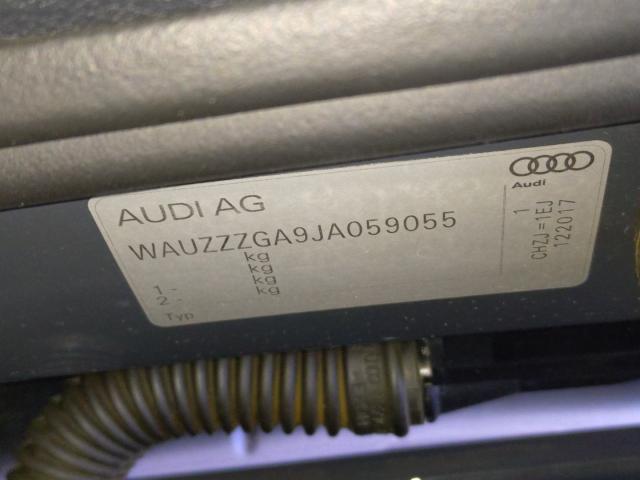 AUDI AG
Audi
WAUZZZGA9JA059055
kg
kg
1 - kg
2 - kg
Typ
1
CHZJ=1EJ
122017